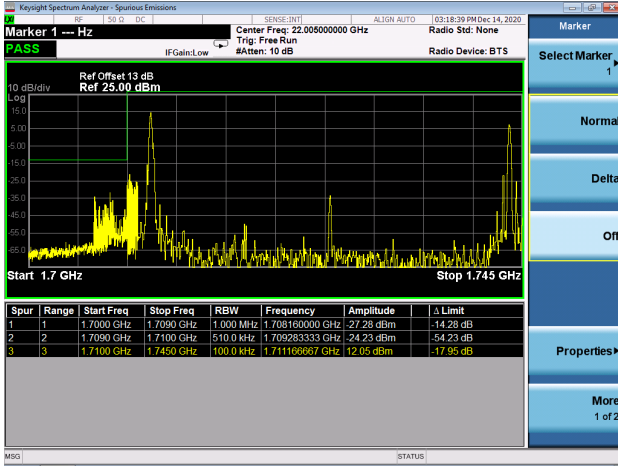 Keysight Spectrum Analyzer - Spurious Emissions
LXI RF 50 Ω DC SENSE:INT ALIGN AUTO 03:18:39 PM Dec 14, 2020
Marker 1 --- Hz
Center Freq: 22.005000000 GHz
Radio Std: None
Marker
Trig: Free Run
PASS
IFGain:Low
#Atten: 10 dB
Radio Device: BTS
Select Marker
1
Ref Offset 13 dB
10 dB/div Ref 25.00 dBm
Log
15.0
5.00
-5.00
-15.0
-25.0
-35.0
-45.0
-55.0
-65.0
Start 1.7 GHz
Stop 1.745 GHz
Normal
Delta
Off
Spur Range Start Freq Stop Freq RBW Frequency Amplitude Δ Limit
1 1 1.7000 GHz 1.7090 GHz 1.000 MHz 1.708160000 GHz -27.28 dBm -14.28 dB
2 2 1.7090 GHz 1.7100 GHz 510.0 kHz 1.709283333 GHz -24.23 dBm -54.23 dB
3 3 1.7100 GHz 1.7450 GHz 100.0 kHz 1.711166667 GHz 12.05 dBm -17.95 dB
Properties
More
1 of 2
MSG
STATUS